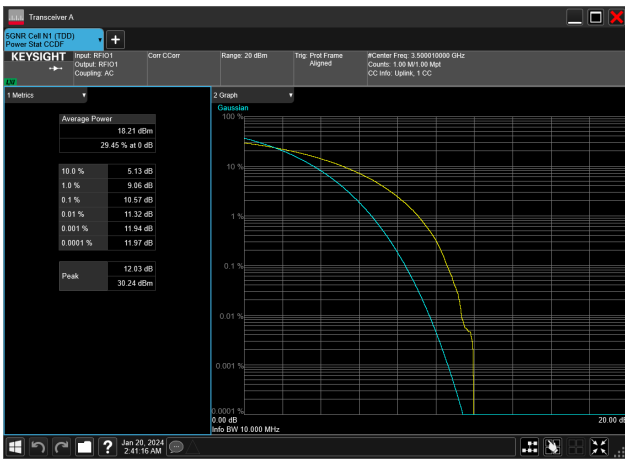 Transceiver A
5GNR Cell N1 (TDD)
Power Stat CCDF
KEYSIGHT
Input: RFIO1
Output: RFIO1
Coupling: AC
Corr CCorr
Range: 20 dBm
Trig: Prot Frame
Aligned
#Center Freq: 3.500010000 GHz
Counts: 1.00 M/1.00 Mpt
CC Info: Uplink, 1 CC
1 Metrics
Average Power
18.21 dBm
29.45 % at 0 dB
10.0 % 5.13 dB
1.0 % 9.06 dB
0.1 % 10.57 dB
0.01 % 11.32 dB
0.001 % 11.94 dB
0.0001 % 11.97 dB
Peak
12.03 dB
30.24 dBm
2 Graph
Gaussian
100 %
10 %
1 %
0.1 %
0.01 %
0.001 %
0.0001 %
0.00 dB
20.00 dB
Info BW 10.000 MHz
Jan 20, 2024
2:41:16 AM